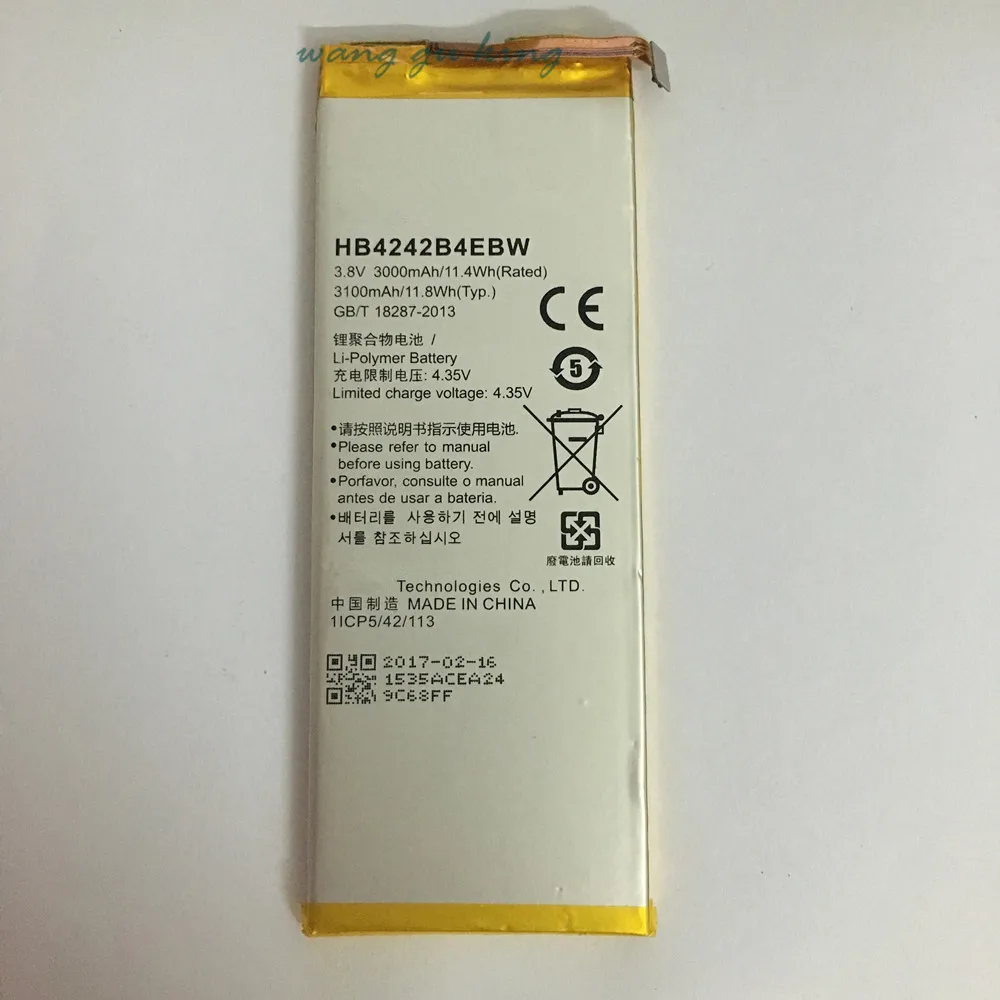 wang gu king
HB4242B4EBW
3.8V 3000mAh/11.4Wh(Rated)
3100mAh/11.8Wh(Typ.)
GB/T 18287-2013
CE
锂聚合物电池 /
Li-Polymer Battery
充电限制电压: 4.35V
Limited charge voltage: 4.35V
5
•请按照说明书指示使用电池.
•Please refer to manual
before using battery.
•Porfavor, consulte o manual
antes de usar a bateria.
•배터리를 사용하기 전에 설명
서를 참조하십시오
廢電池請回收
Technologies Co. , LTD.
中国制造 MADE IN CHINA
1ICP5/42/113
2017-02-16
1535ACEA24
9C68FF